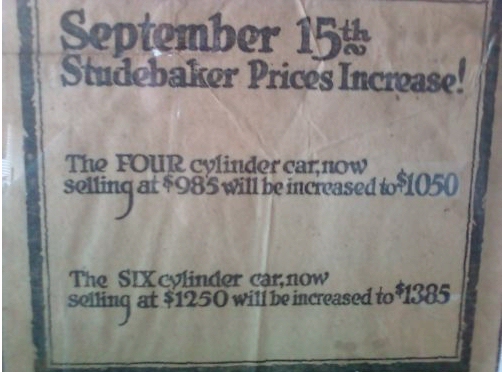 September 15th
Studebaker Prices Increase!
The FOUR cylinder car,now
selling at $985 will be increased to $1050
The SIX cylinder car,now
selling at $1250 will be increased to $1385